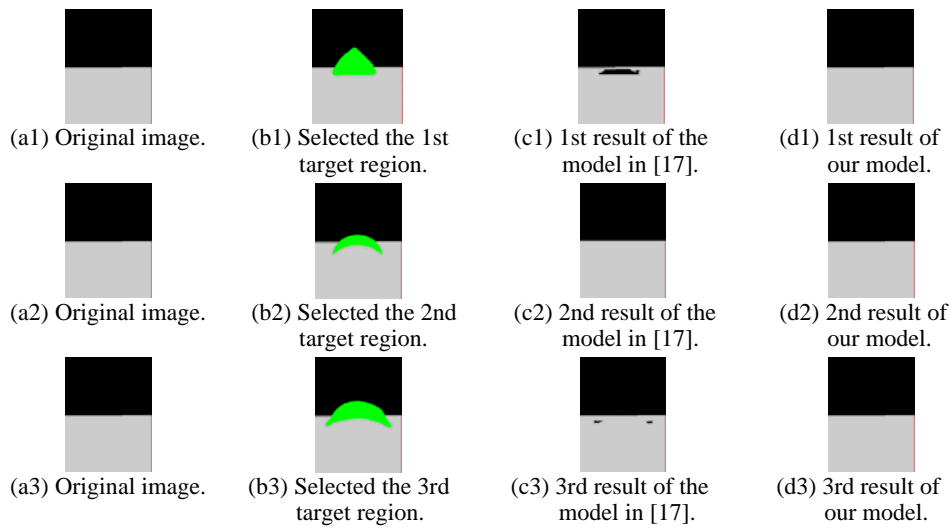 (a1) Original image.
(b1) Selected the 1st
target region.
(c1) 1st result of the
model in [17].
(d1) 1st result of
our model.
(a2) Original image.
(b2) Selected the 2nd
target region.
(c2) 2nd result of the
model in [17].
(d2) 2nd result of
our model.
(a3) Original image.
(b3) Selected the 3rd
target region.
(c3) 3rd result of the
model in [17].
(d3) 3rd result of
our model.